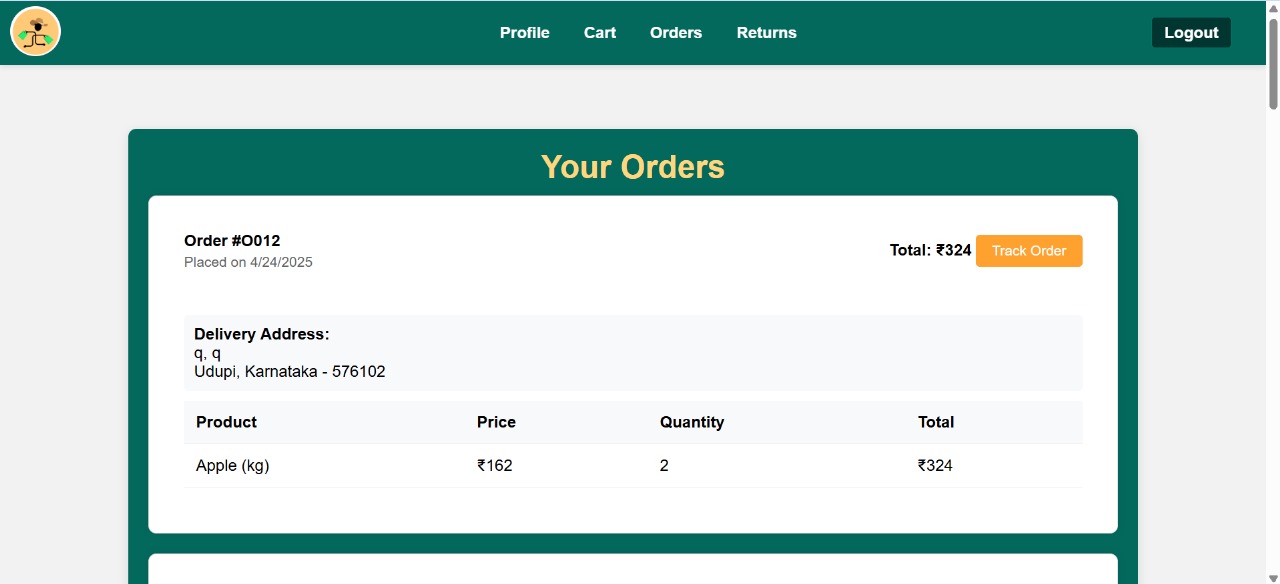 Profile Cart Orders Returns Logout
Your Orders
Order #O012
Placed on 4/24/2025
Total: ₹324 Track Order
Delivery Address:
q, q
Udupi, Karnataka - 576102
Product Price Quantity Total
Apple (kg) ₹162 2 ₹324